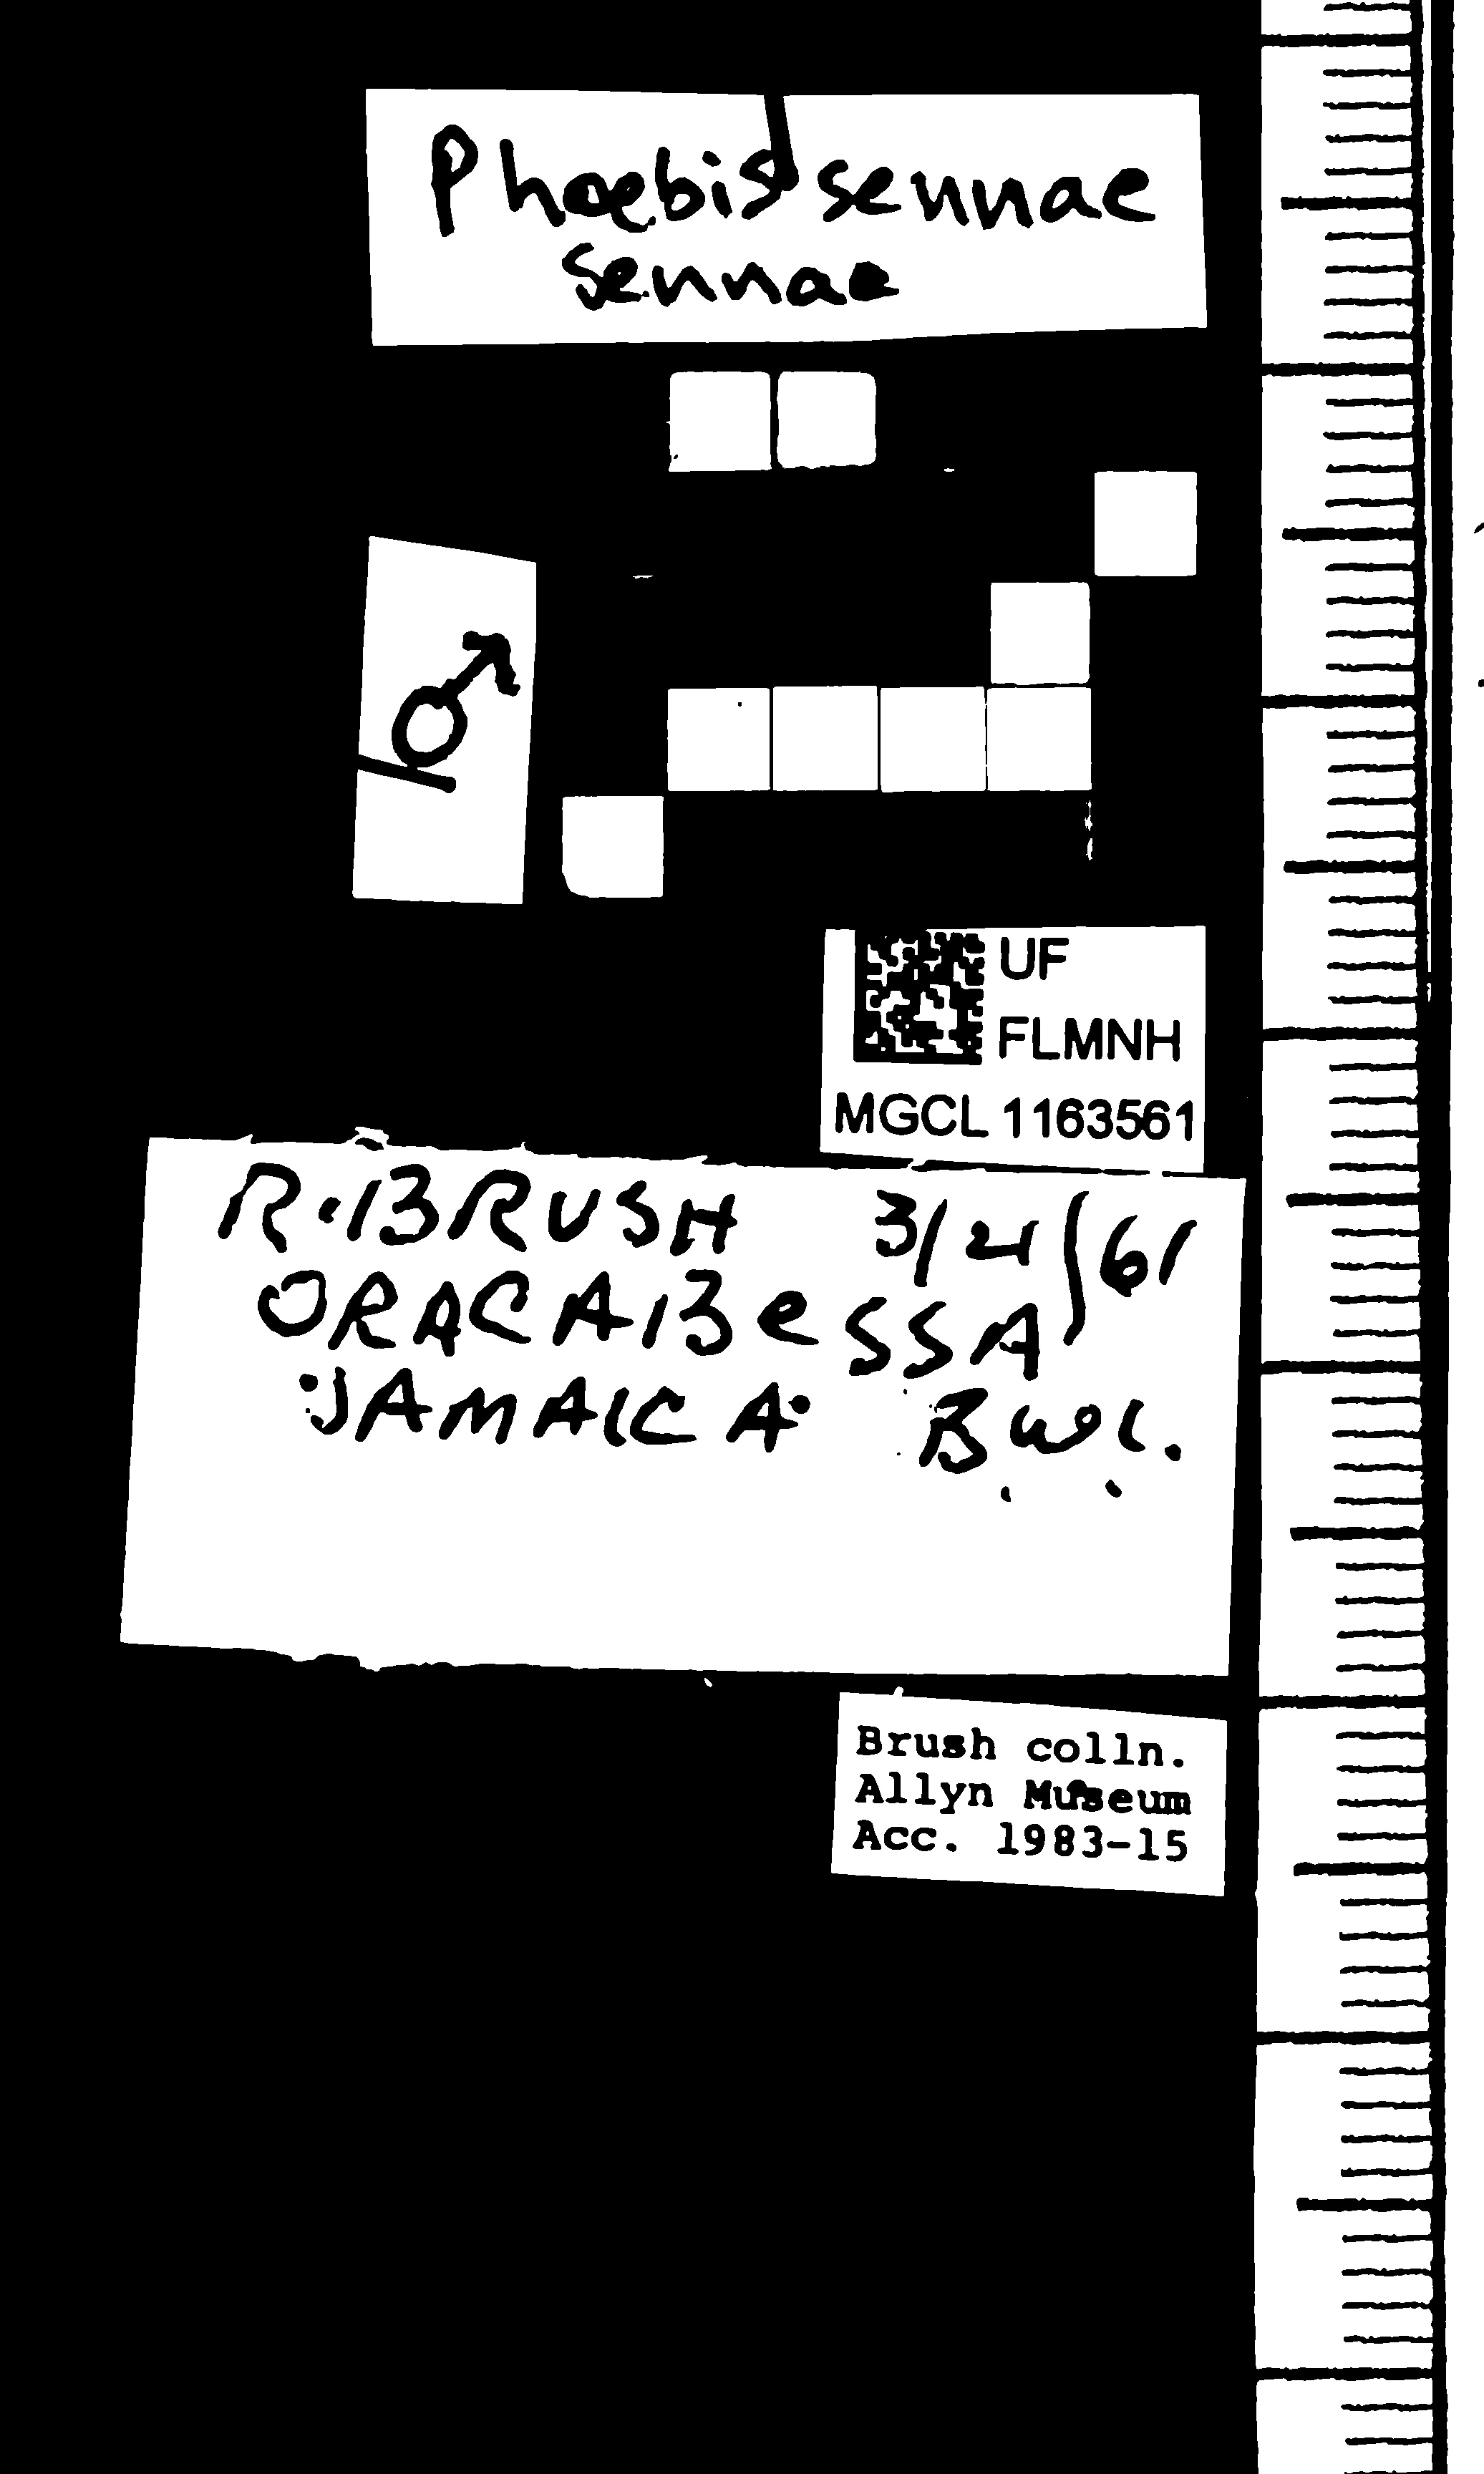 Phoebis sennae
sennae
♂
UF
FLMNH
MGCL 1163561
R. BRUSH 3/21/61
ORACABeSSA
JAMAICA
Brush colln.
Allyn Museum
Acc. 1983-15